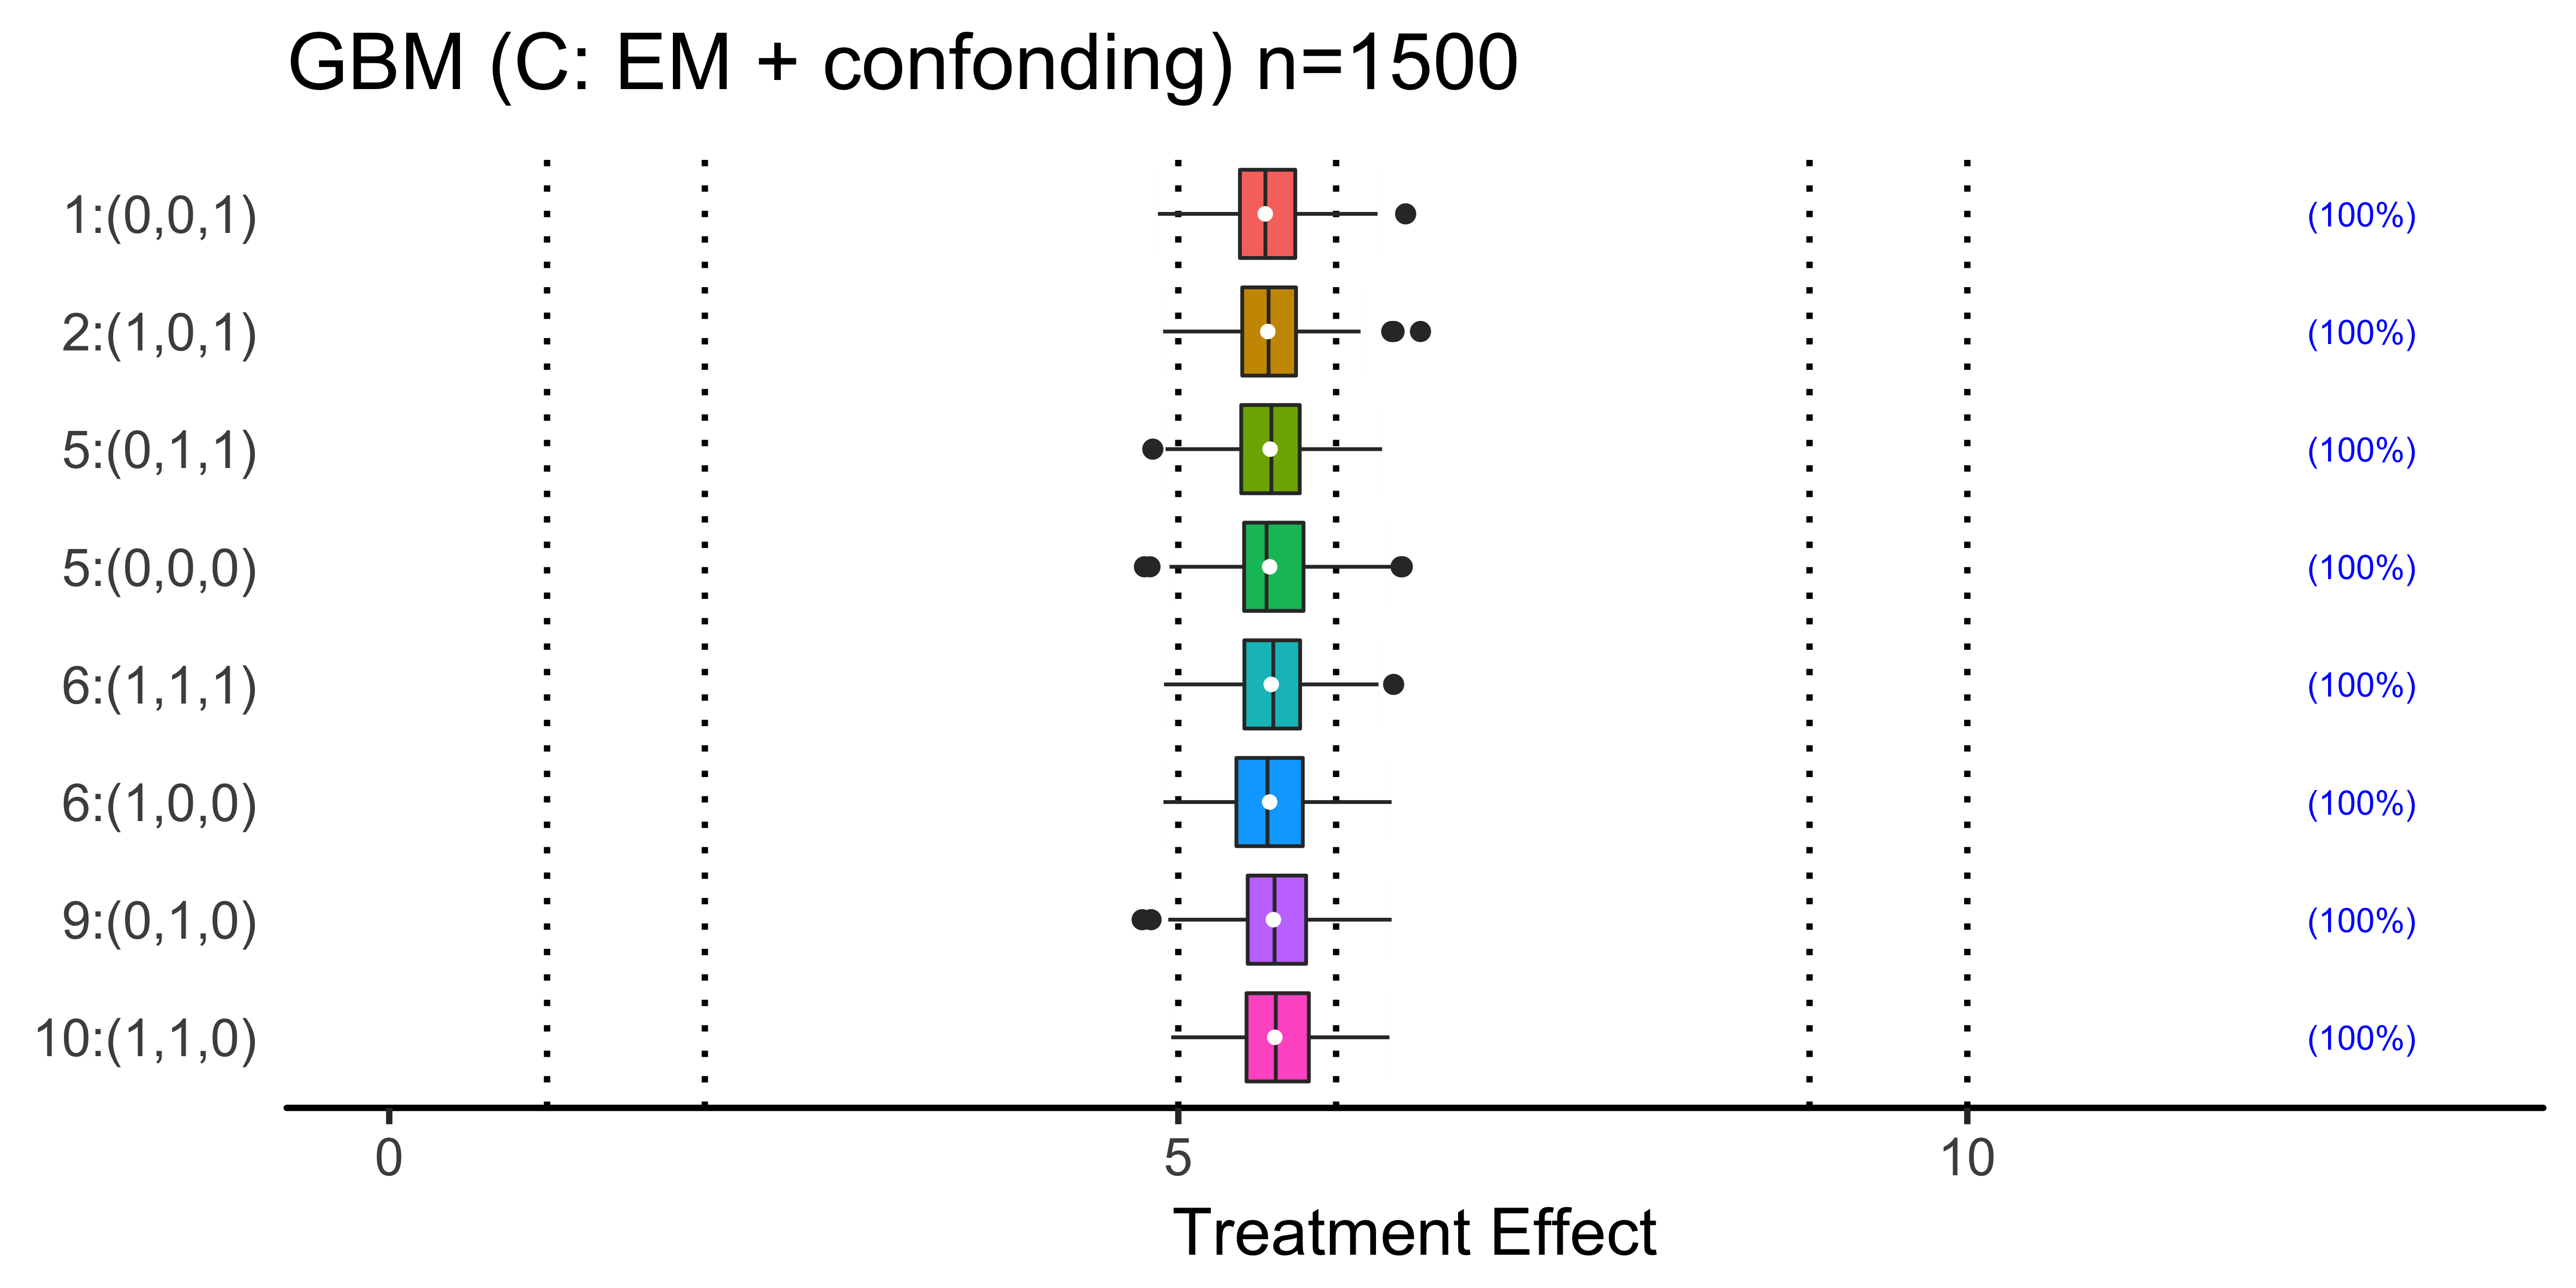 GBM (C: EM + confonding) n=1500
1:(0,0,1) (100%)
2:(1,0,1) (100%)
5:(0,1,1) (100%)
5:(0,0,0) (100%)
6:(1,1,1) (100%)
6:(1,0,0) (100%)
9:(0,1,0) (100%)
10:(1,1,0) (100%)
0 5 10
Treatment Effect